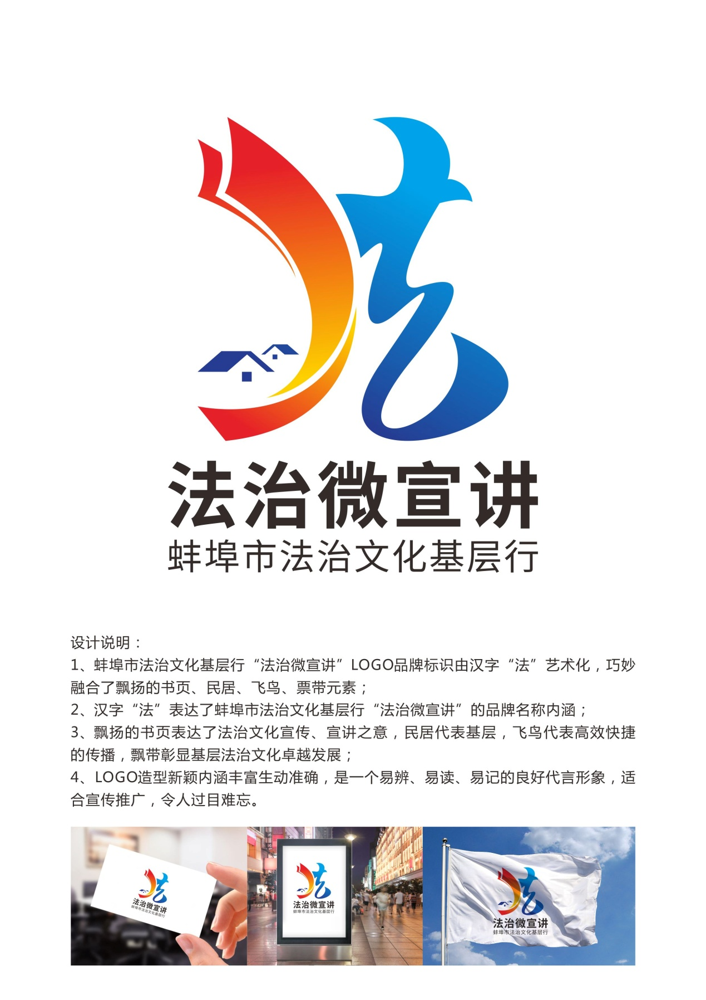 法治微宣讲
蚌埠市法治文化基层行
设计说明：
1、蚌埠市法治文化基层行“法治微宣讲”LOGO品牌标识由汉字“法”艺术化，巧妙
融合了飘扬的书页、民居、飞鸟、票带元素；
2、汉字“法”表达了蚌埠市法治文化基层行“法治微宣讲”的品牌名称内涵；
3、飘扬的书页表达了法治文化宣传、宣讲之意，民居代表基层，飞鸟代表高效快捷
的传播，飘带彰显基层法治文化卓越发展；
4、LOGO造型新颖内涵丰富生动准确，是一个易辨、易读、易记的良好代言形象，适
合宣传推广，令人过目难忘。
法治微宣讲
蚌埠市法治文化基层行
法治微宣讲
蚌埠市法治文化基层行
法治微宣讲
蚌埠市法治文化基层行